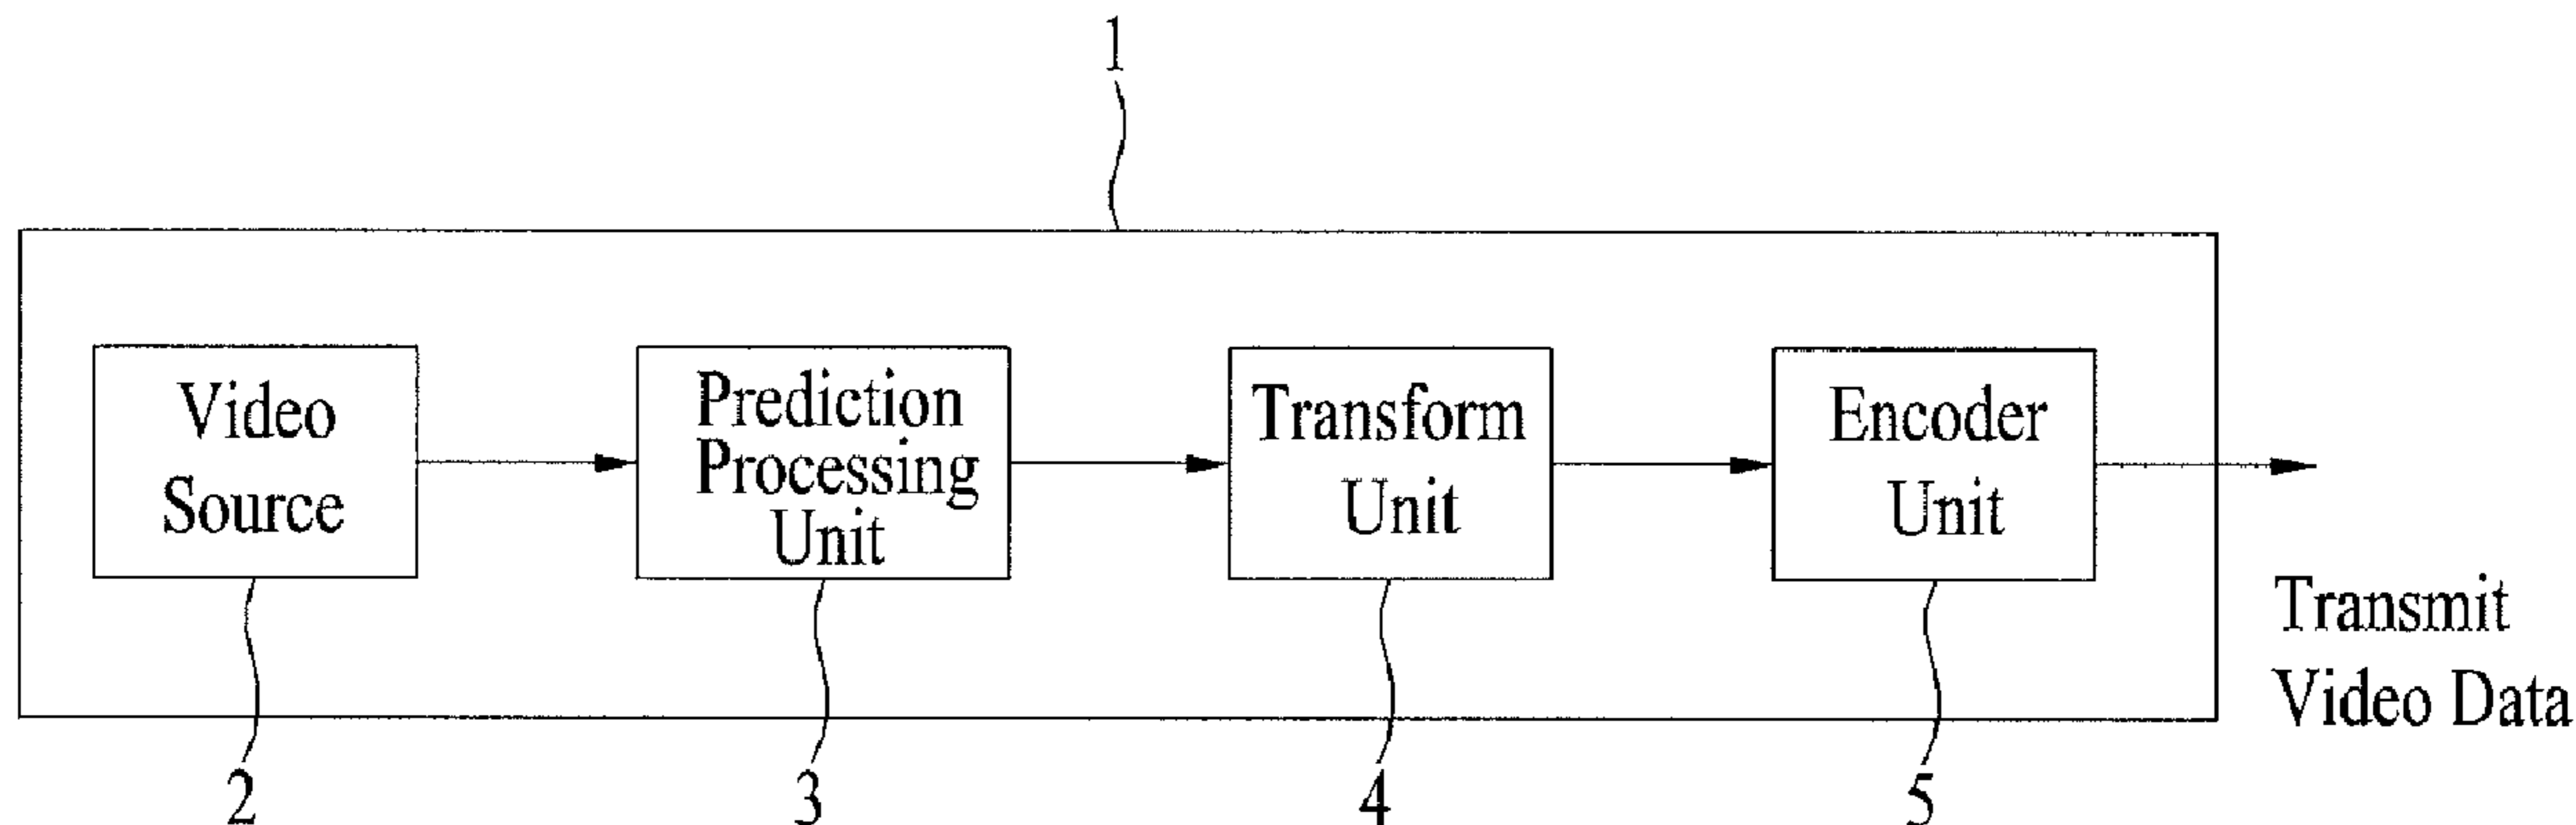 1
Video
Source
Prediction
Processing
Unit
Transform
Unit
Encoder
Unit
Transmit
Video Data
2
3
4
5